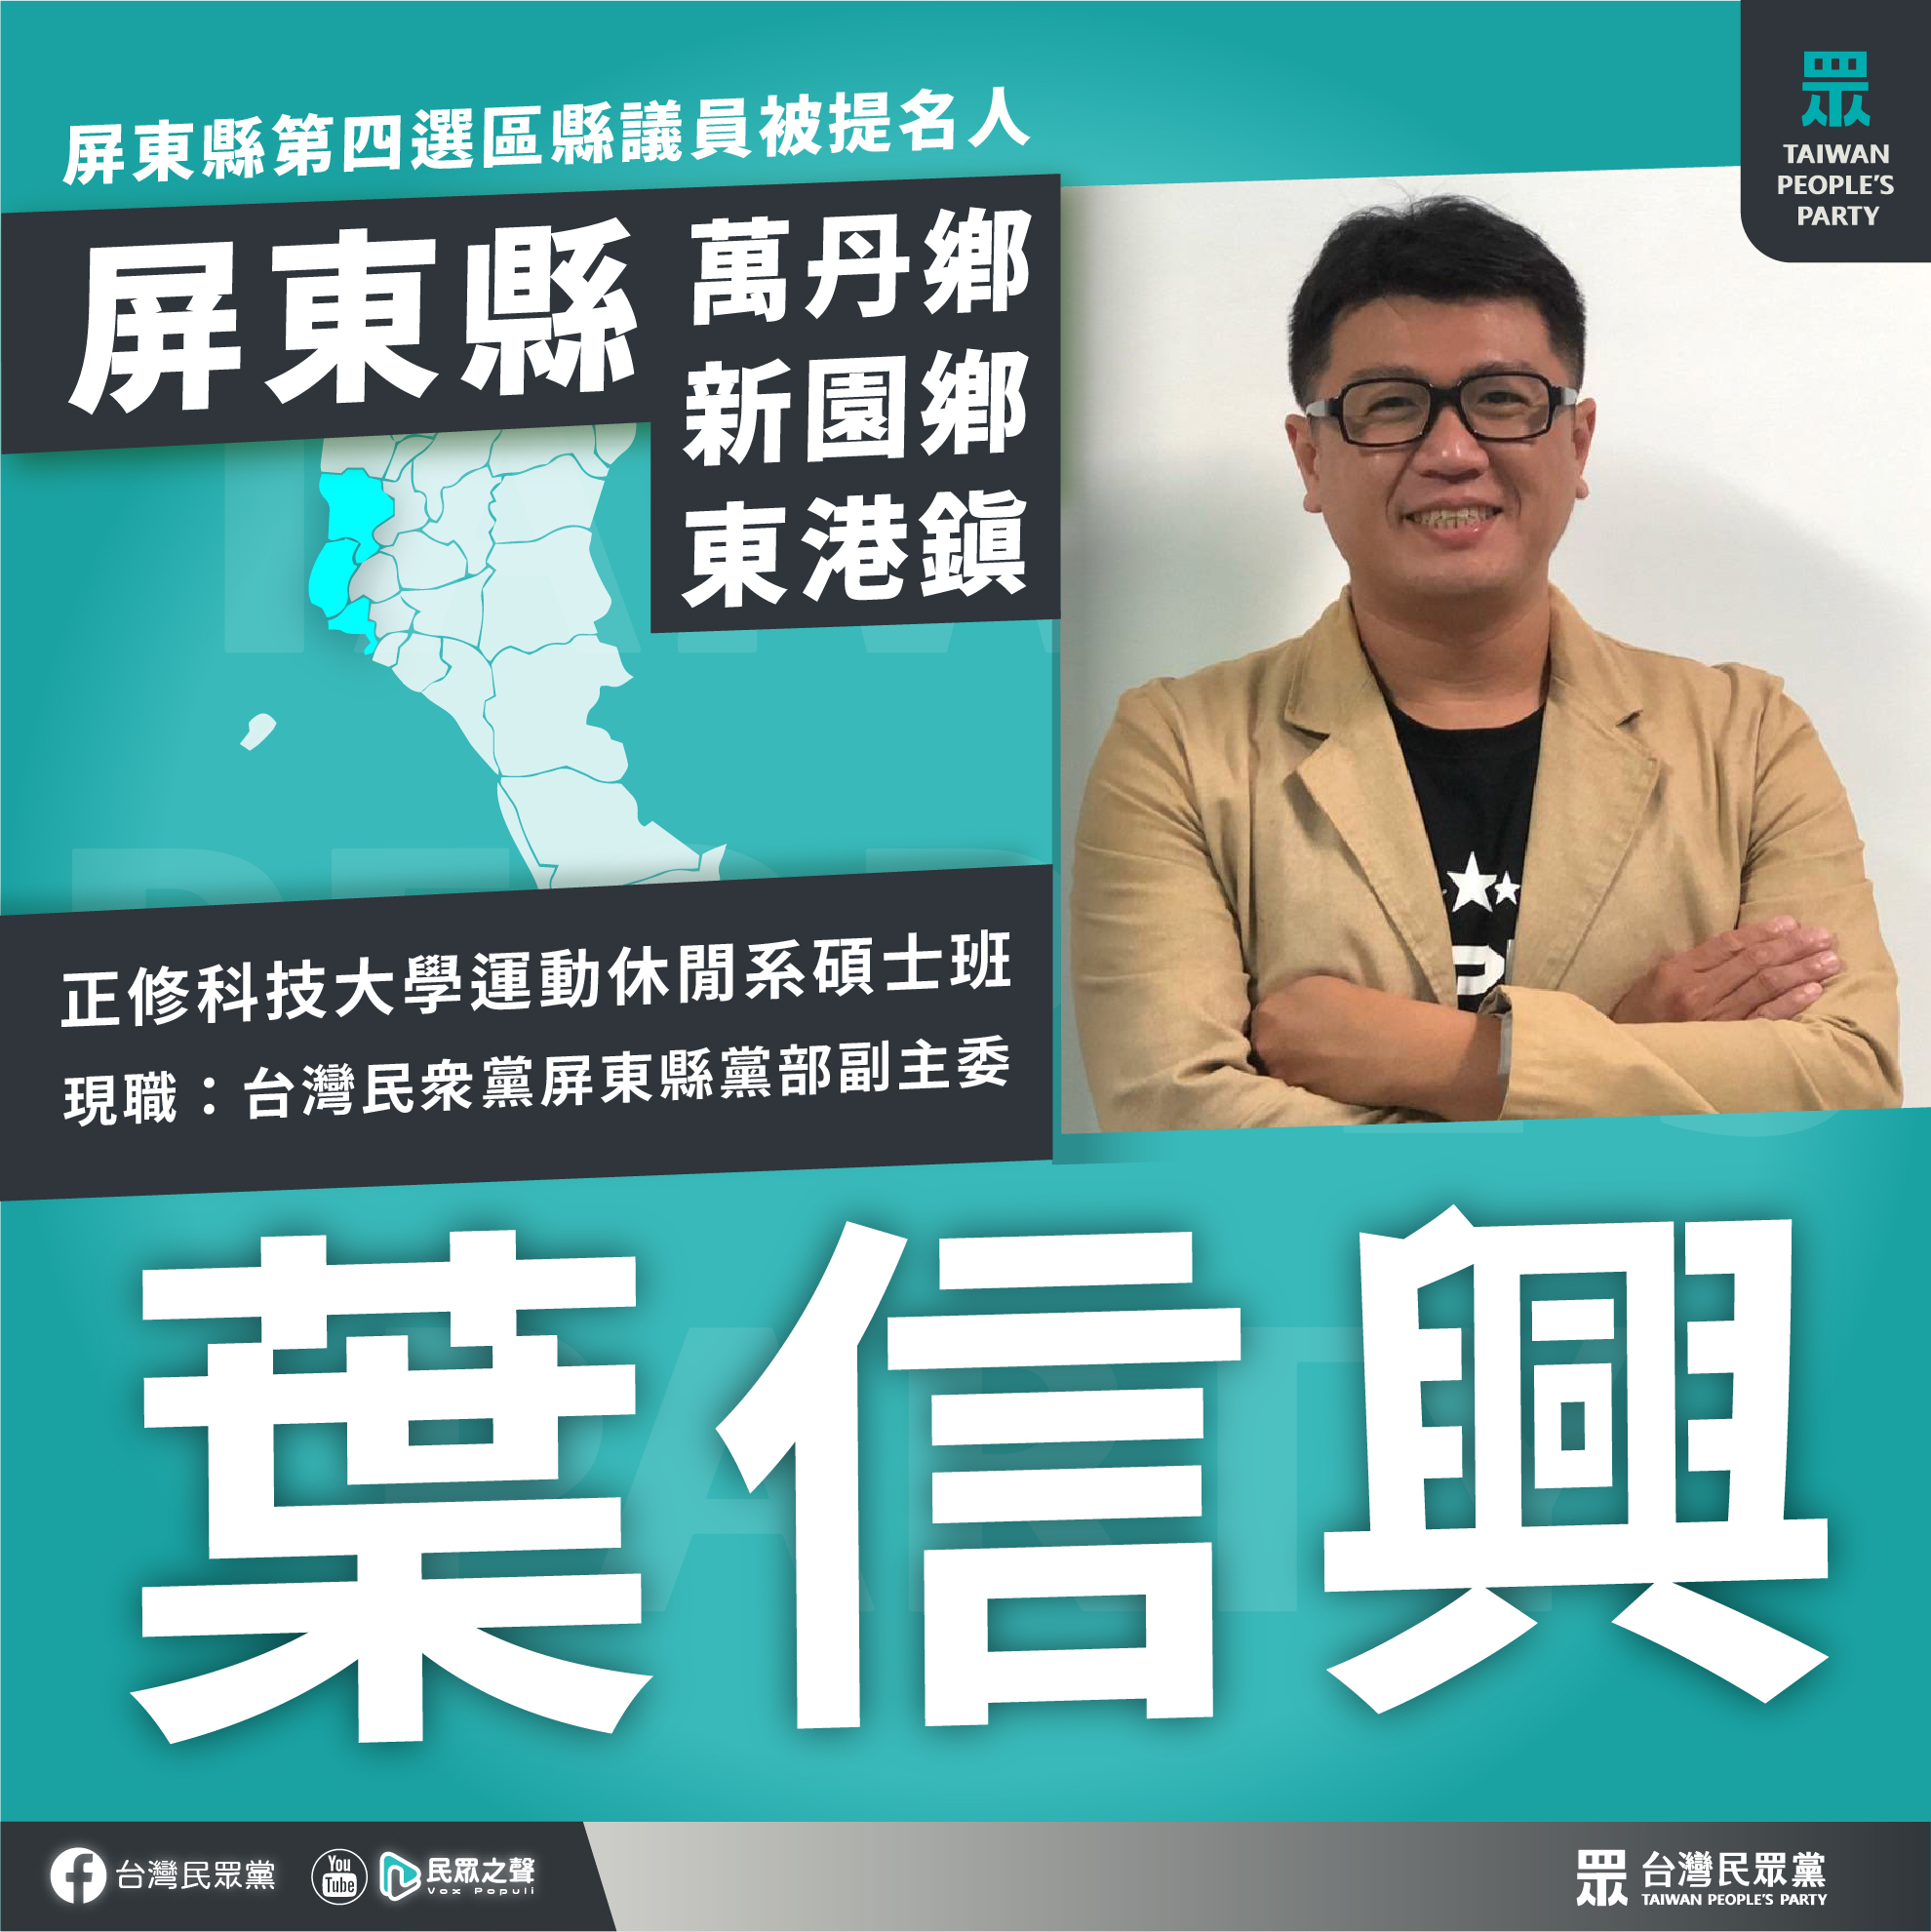 屏東縣第四選區縣議員被提名人
眾
TAIWAN
PEOPLE'S
PARTY
屏東縣
萬丹鄉
新園鄉
東港鎮
正修科技大學運動休閒系碩士班
現職：台灣民衆黨屏東縣黨部副主委
葉信興
台灣民眾黨
You
Tube
民眾之聲
Vox Populi
眾 台灣民眾黨
TAIWAN PEOPLE'S PARTY